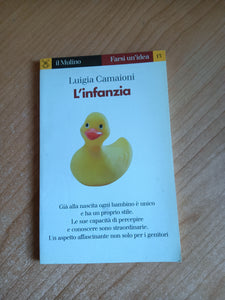 il Mulino
Farsi un'idea
13
Luigia Camaioni
L'infanzia
Già alla nascita ogni bambino è unico
e ha un proprio stile.
Le sue capacità di percepire
e conoscere sono straordinarie.
Un aspetto affascinante non solo per i genitori